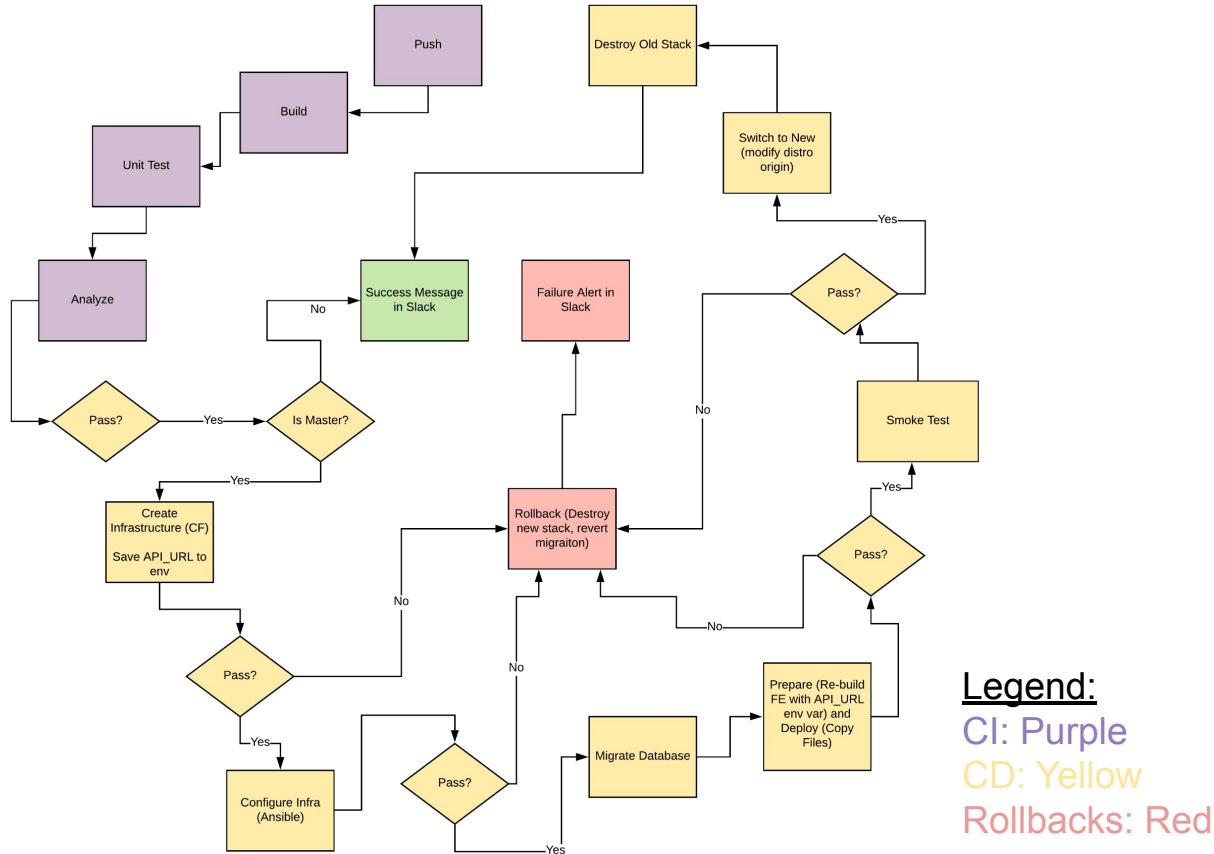 Push
Build
Unit Test
Analyze
Pass?
Yes
Is Master?
No
Success Message
in Slack
Yes
Create
Infrastructure (CF)
Save API_URL to
env
Pass?
No
Yes
Configure Infra
(Ansible)
Pass?
No
Yes
Migrate Database
Prepare (Re-build
FE with API_URL
env var) and
Deploy (Copy
Files)
Pass?
No
Yes
Smoke Test
Pass?
No
Yes
Switch to New
(modify distro
origin)
Destroy Old Stack
Rollback (Destroy
new stack, revert
migraiton)
Failure Alert in
Slack
Legend:
CI: Purple
CD: Yellow
Rollbacks: Red